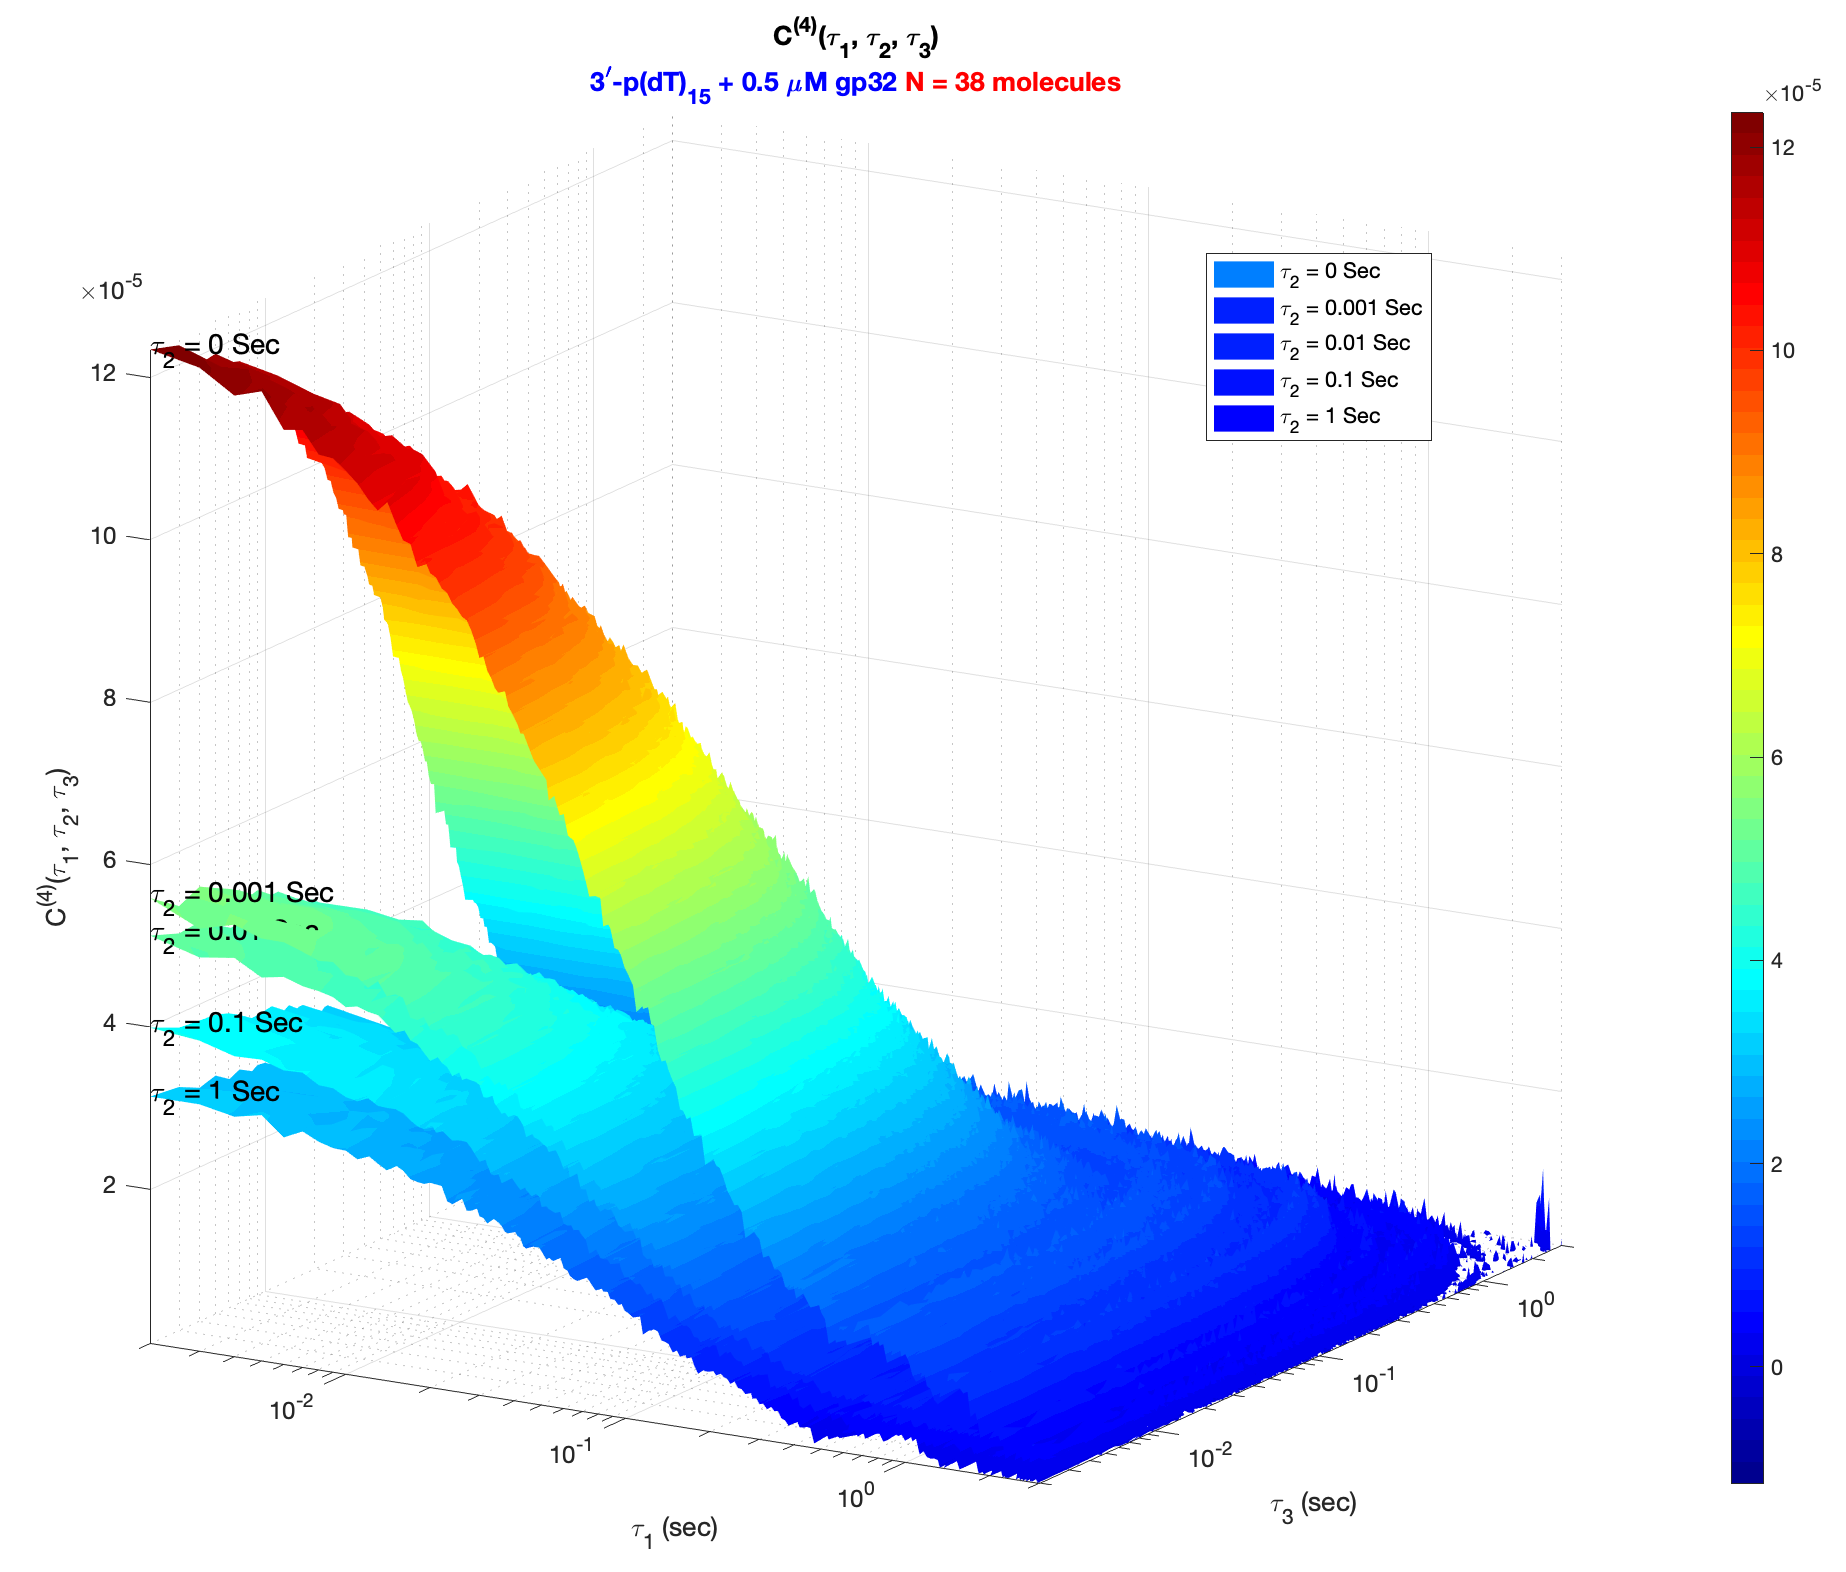 C(4)(τ1, τ2, τ3)
3′-p(dT)15 + 0.5 μM gp32 N = 38 molecules
×10-5
12
10
8
6
4
2
0
×10-5
12
10
8
6
4
2
C(4)(τ1, τ2, τ3)
τ2 = 0 Sec
τ2 = 0.001 Sec
τ2 = 0.01
τ2 = 0.1 Sec
τ2 = 1 Sec
τ2 = 0 Sec
τ2 = 0.001 Sec
τ2 = 0.01 Sec
τ2 = 0.1 Sec
τ2 = 1 Sec
10-2
10-1
100
τ1 (sec)
10-2
10-1
100
τ3 (sec)